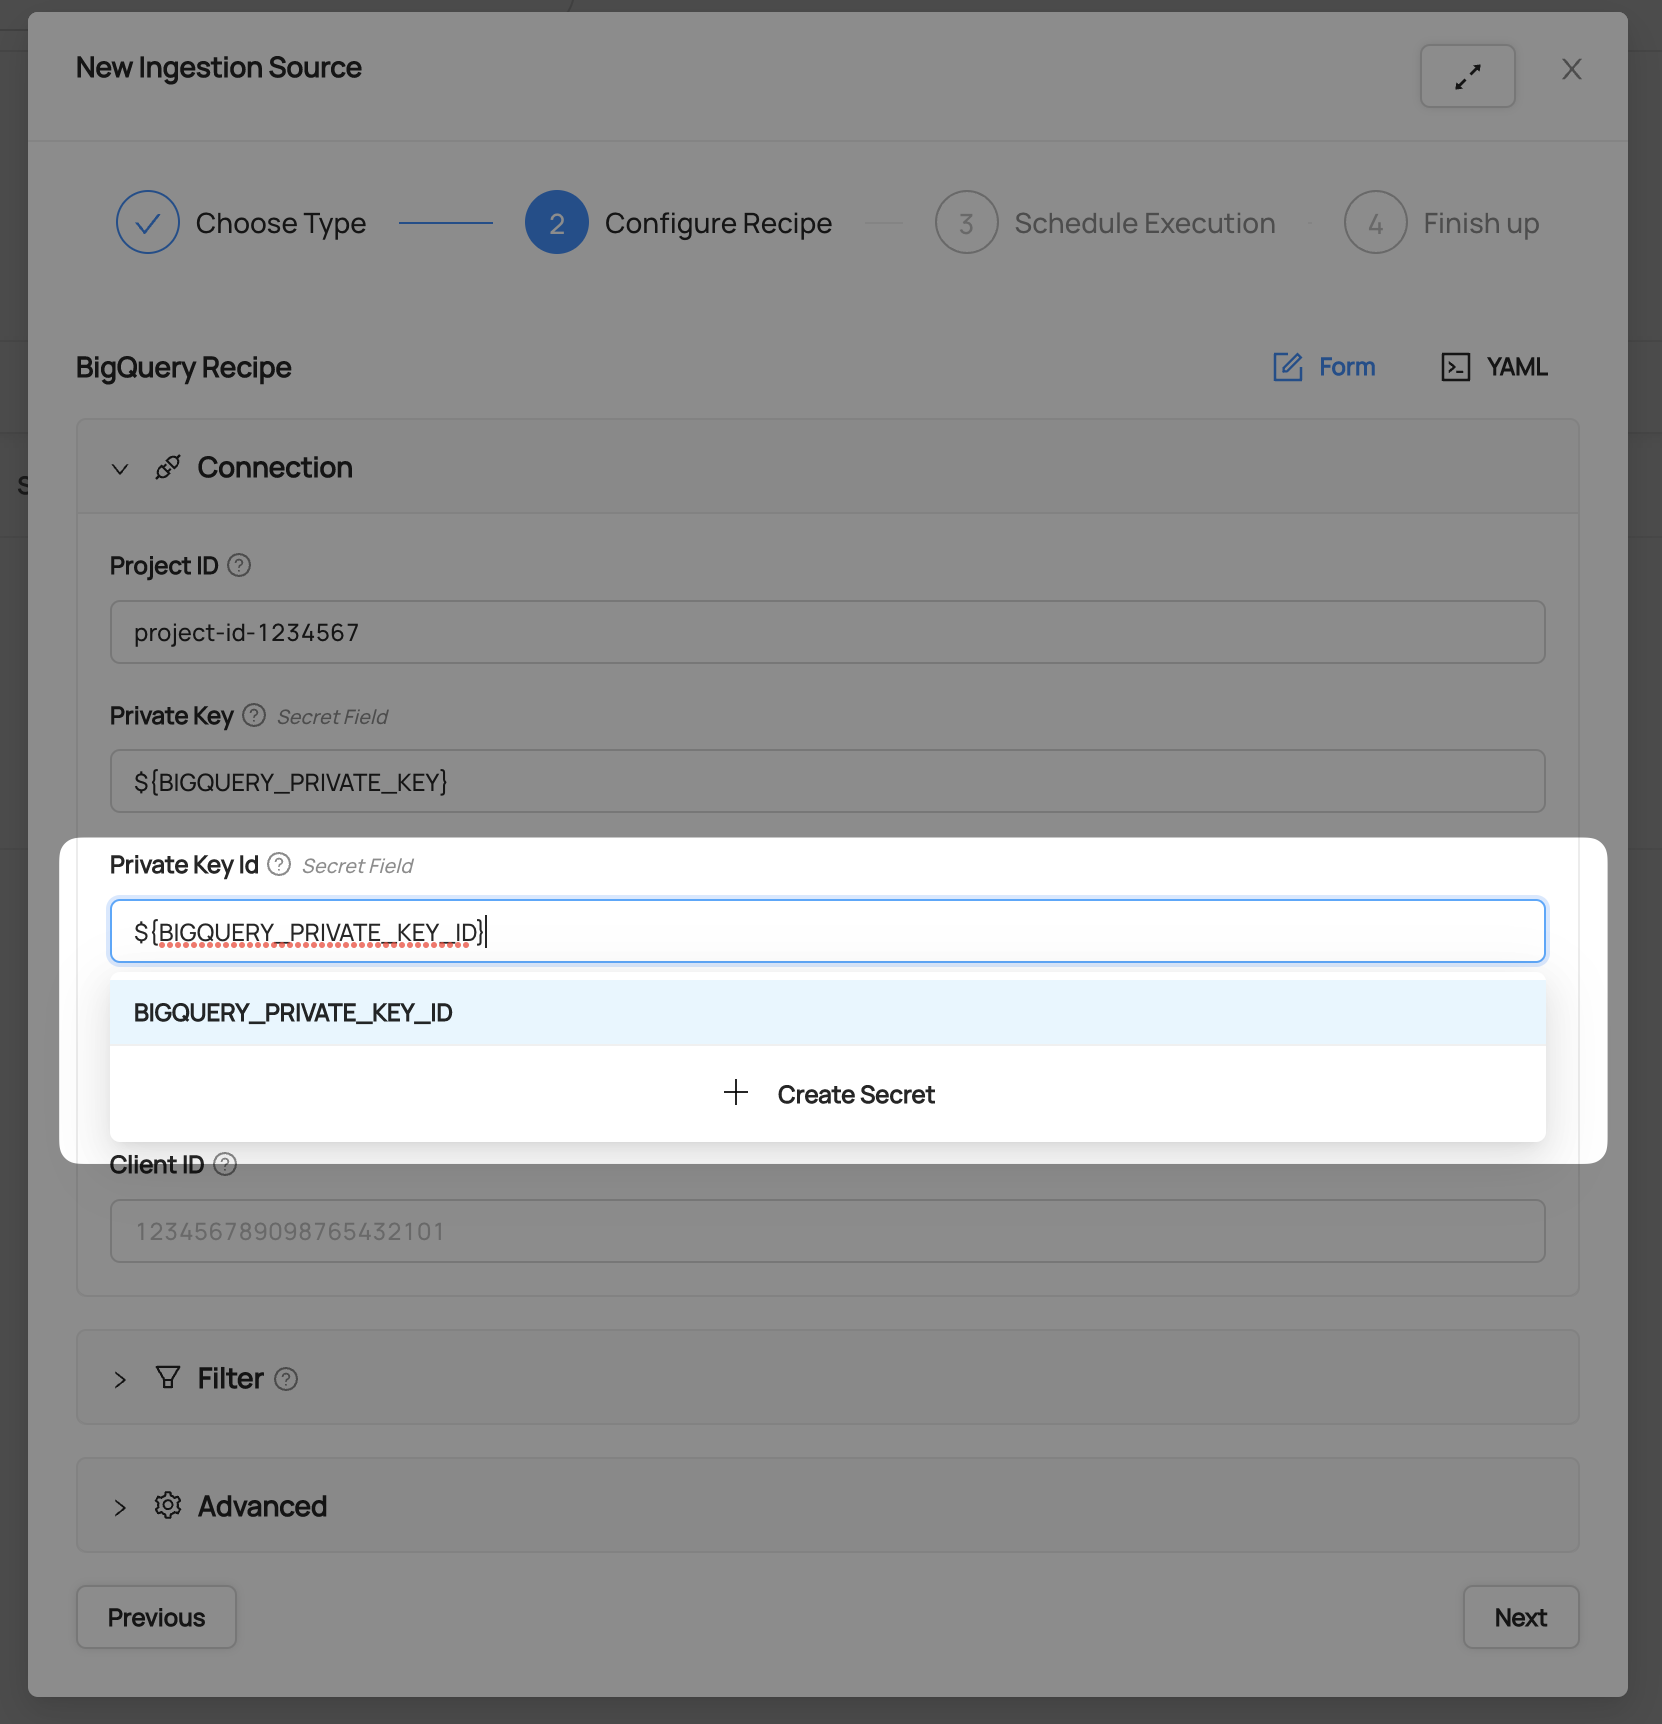 New Ingestion Source
Choose Type
2 Configure Recipe
3 Schedule Execution
4 Finish up
BigQuery Recipe
Form
YAML
S
Connection
Project ID ?
project-id-1234567
Private Key ? Secret Field
${BIGQUERY_PRIVATE_KEY}
Private Key Id ? Secret Field
${BIGQUERY_PRIVATE_KEY_ID}
BIGQUERY_PRIVATE_KEY_ID
Create Secret
Client ID ?
123456789098765432101
Filter ?
Advanced
Previous
Next